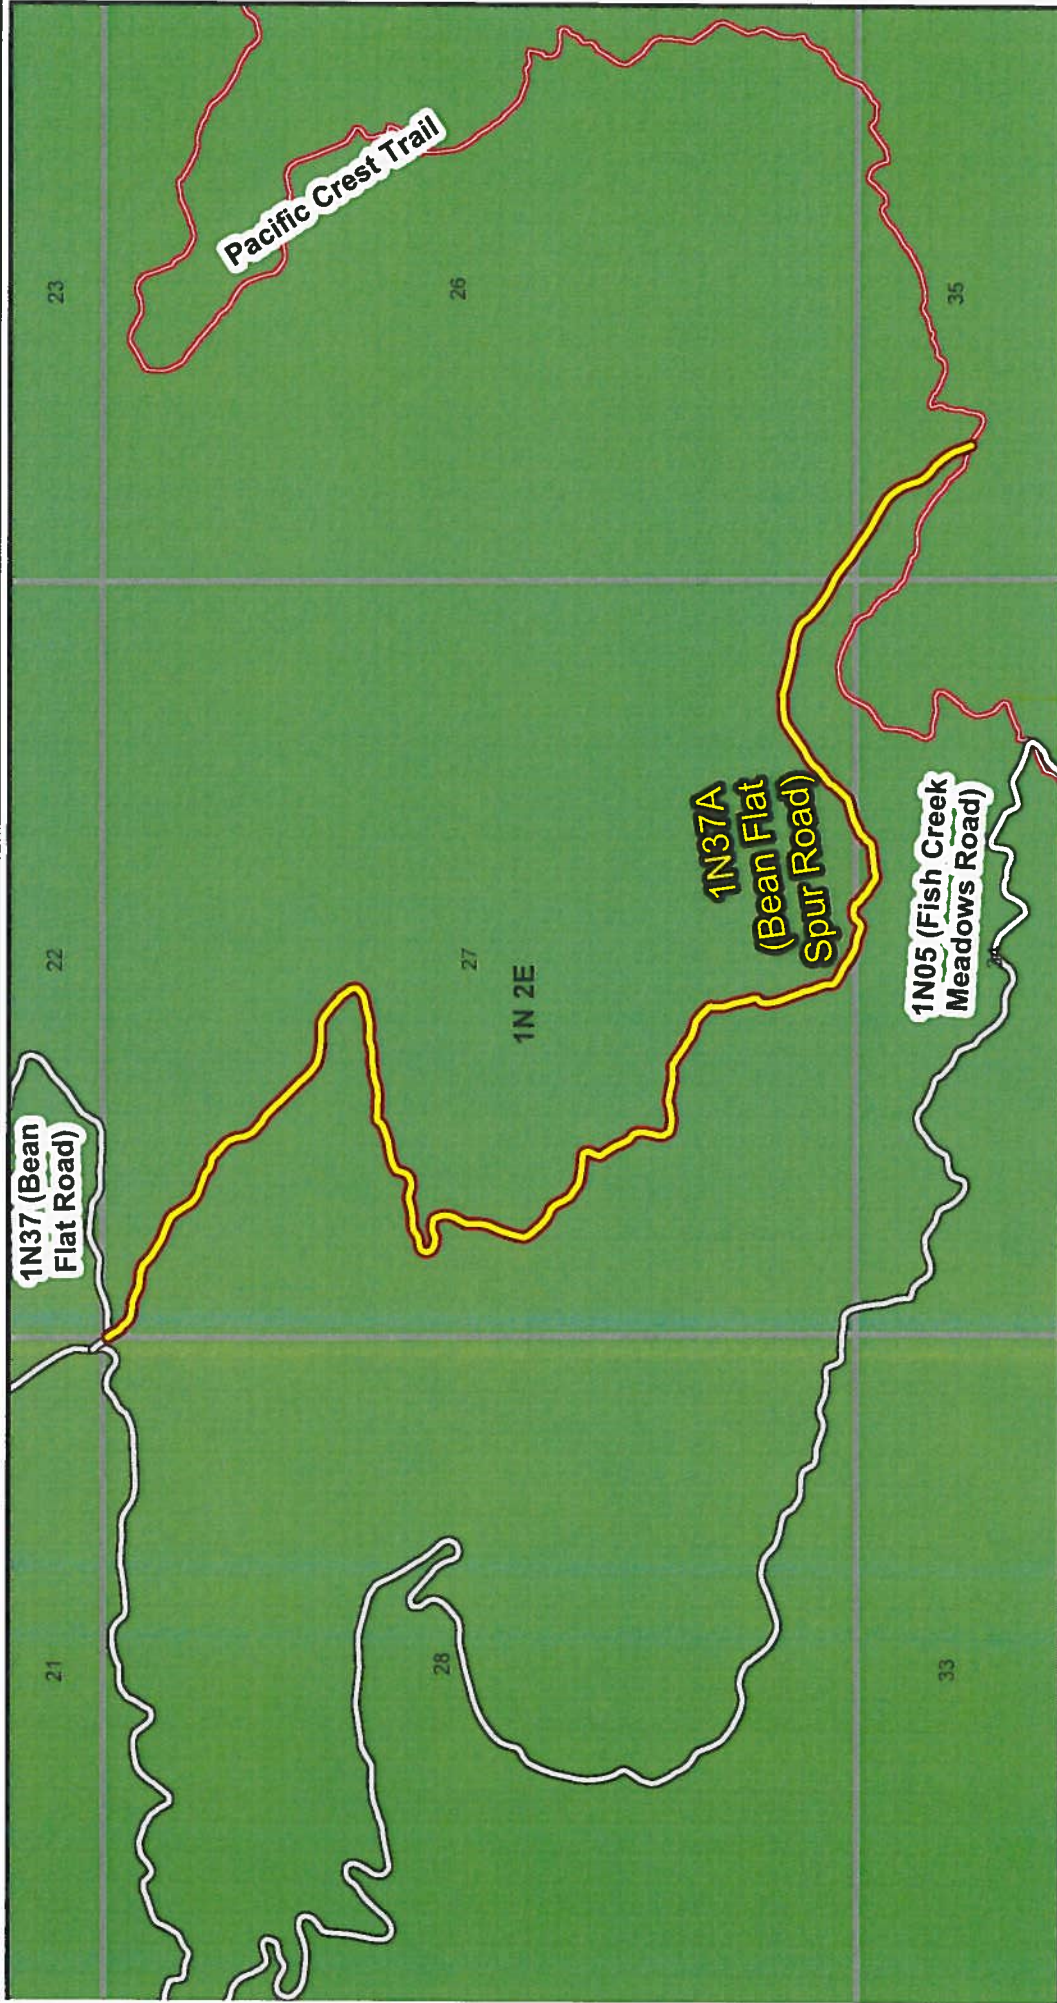 21
22
23
1N37 (Bean
Flat Road)
Pacific Crest Trail
28
27
26
1N 2E
1N37A
(Bean Flat
Spur Road)
33
1N05 (Fish Creek
Meadows Road)
35